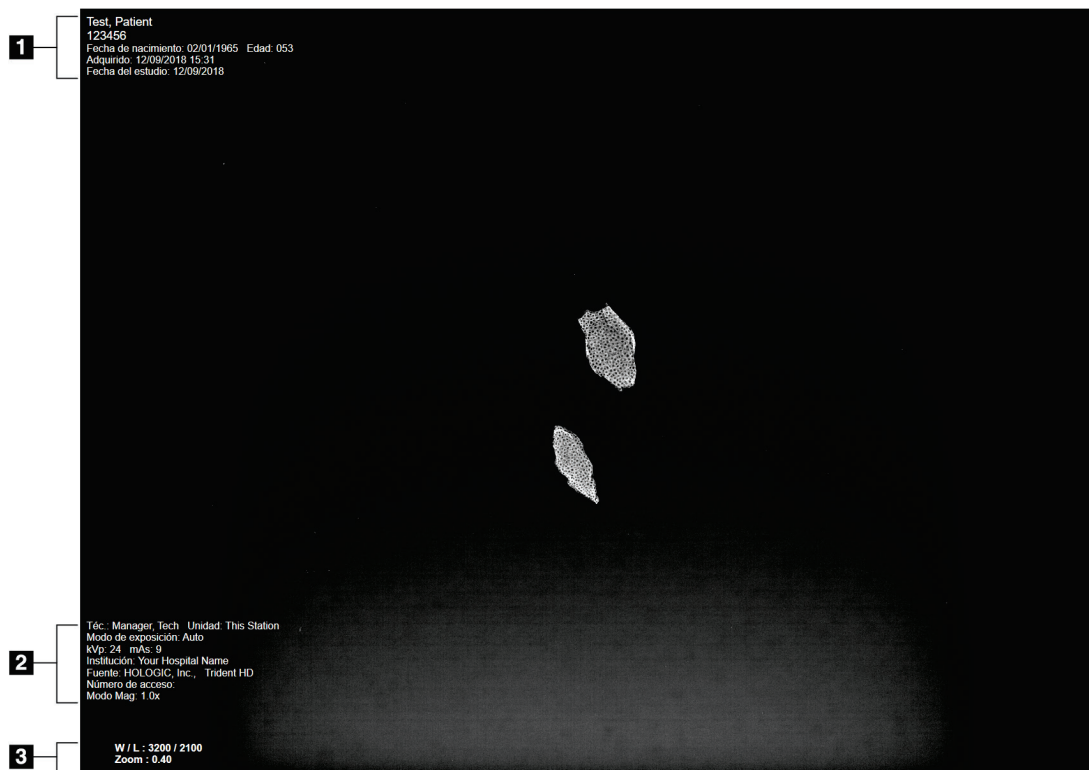 1
Test, Patient
123456
Fecha de nacimiento: 02/01/1965 Edad: 053
Adquirido: 12/09/2018 15:31
Fecha del estudio: 12/09/2018
2
Téc.: Manager, Tech Unidad: This Station
Modo de exposición: Auto
kVp: 24 mAs: 9
Institución: Your Hospital Name
Fuente: HOLOGIC, Inc., Trident HD
Número de acceso:
Modo Mag: 1.0x
3
W / L : 3200 / 2100
Zoom : 0.40